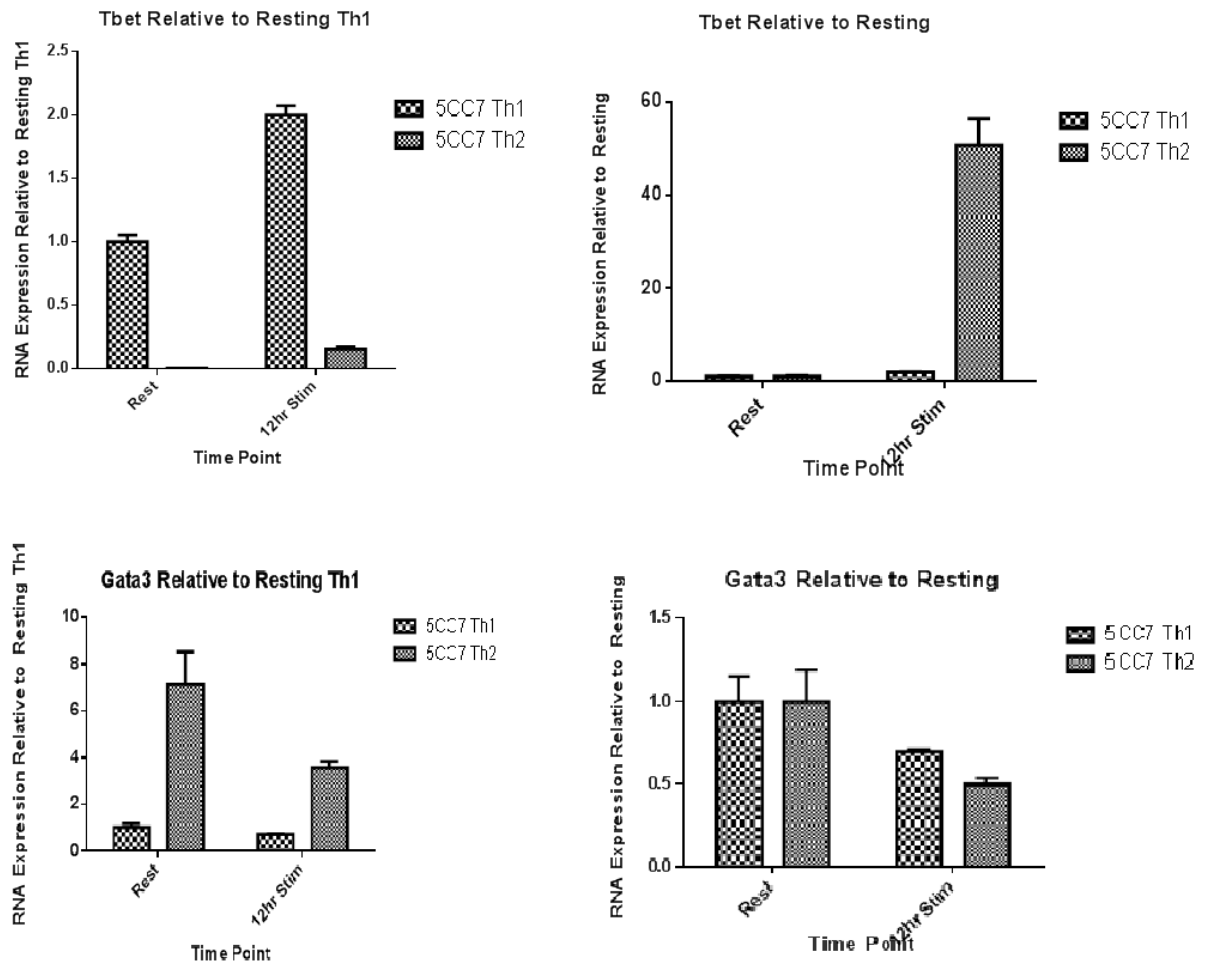 Tbet Relative to Resting Th1
RNA Expression Relative to Resting Th1
2.5
2.0
1.5
1.0
0.5
0.0
5CC7 Th1
5CC7 Th2
Rest
12hr Stim
Time Point
Tbet Relative to Resting
RNA Expression Relative to Resting
60
40
20
0
5CC7 Th1
5CC7 Th2
Rest
12hr Stim
Time Point
Gata3 Relative to Resting Th1
RNA Expression Relative to Resting Th1
10
8
6
4
2
0
5CC7 Th1
5CC7 Th2
Rest
12hr Stim
Time Point
Gata3 Relative to Resting
RNA Expression Relative to Resting
1.5
1.0
0.5
0.0
5CC7 Th1
5CC7 Th2
Rest
12hr Stim
Time Point